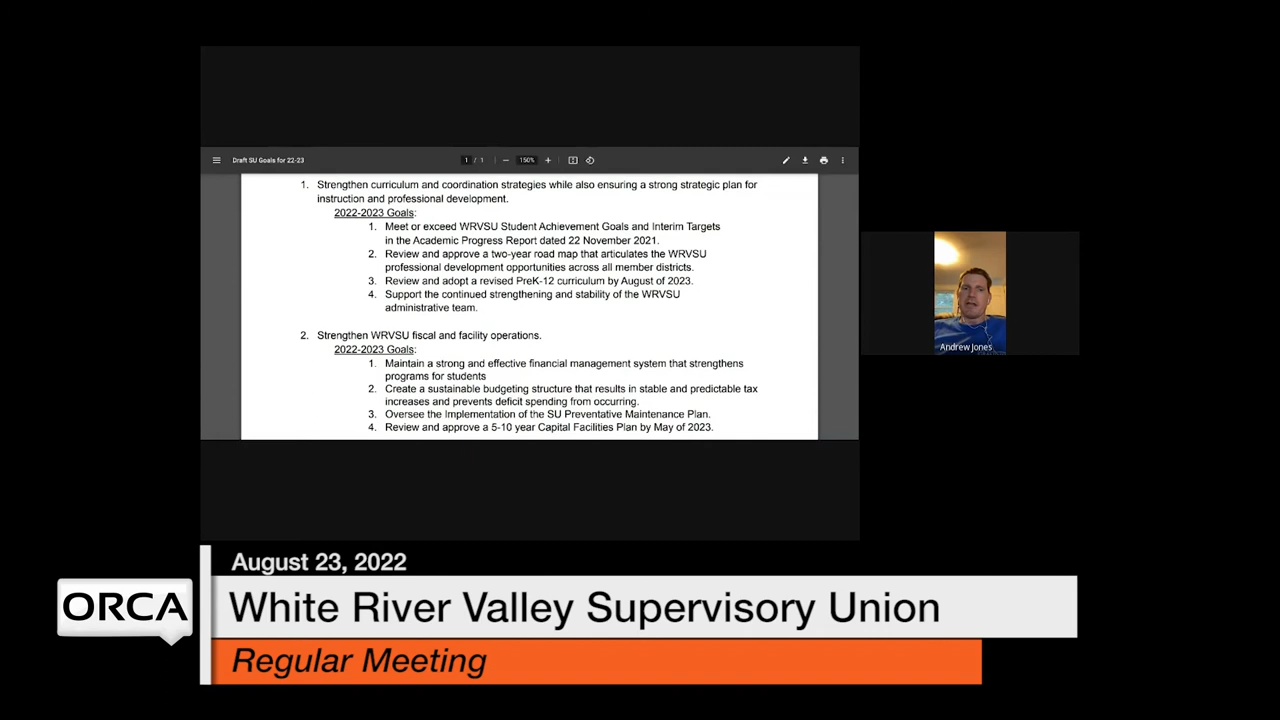 Draft SU Goals for 22-23
1 / 1
150%
1. Strengthen curriculum and coordination strategies while also ensuring a strong strategic plan for
instruction and professional development.
2022-2023 Goals:
1. Meet or exceed WRVSU Student Achievement Goals and Interim Targets
in the Academic Progress Report dated 22 November 2021.
2. Review and approve a two-year road map that articulates the WRVSU
professional development opportunities across all member districts.
3. Review and adopt a revised PreK-12 curriculum by August of 2023.
4. Support the continued strengthening and stability of the WRVSU
administrative team.
2. Strengthen WRVSU fiscal and facility operations.
2022-2023 Goals:
1. Maintain a strong and effective financial management system that strengthens
programs for students
2. Create a sustainable budgeting structure that results in stable and predictable tax
increases and prevents deficit spending from occurring.
3. Oversee the Implementation of the SU Preventative Maintenance Plan.
4. Review and approve a 5-10 year Capital Facilities Plan by May of 2023.
Andrew Jones
August 23, 2022
ORCA
White River Valley Supervisory Union
Regular Meeting